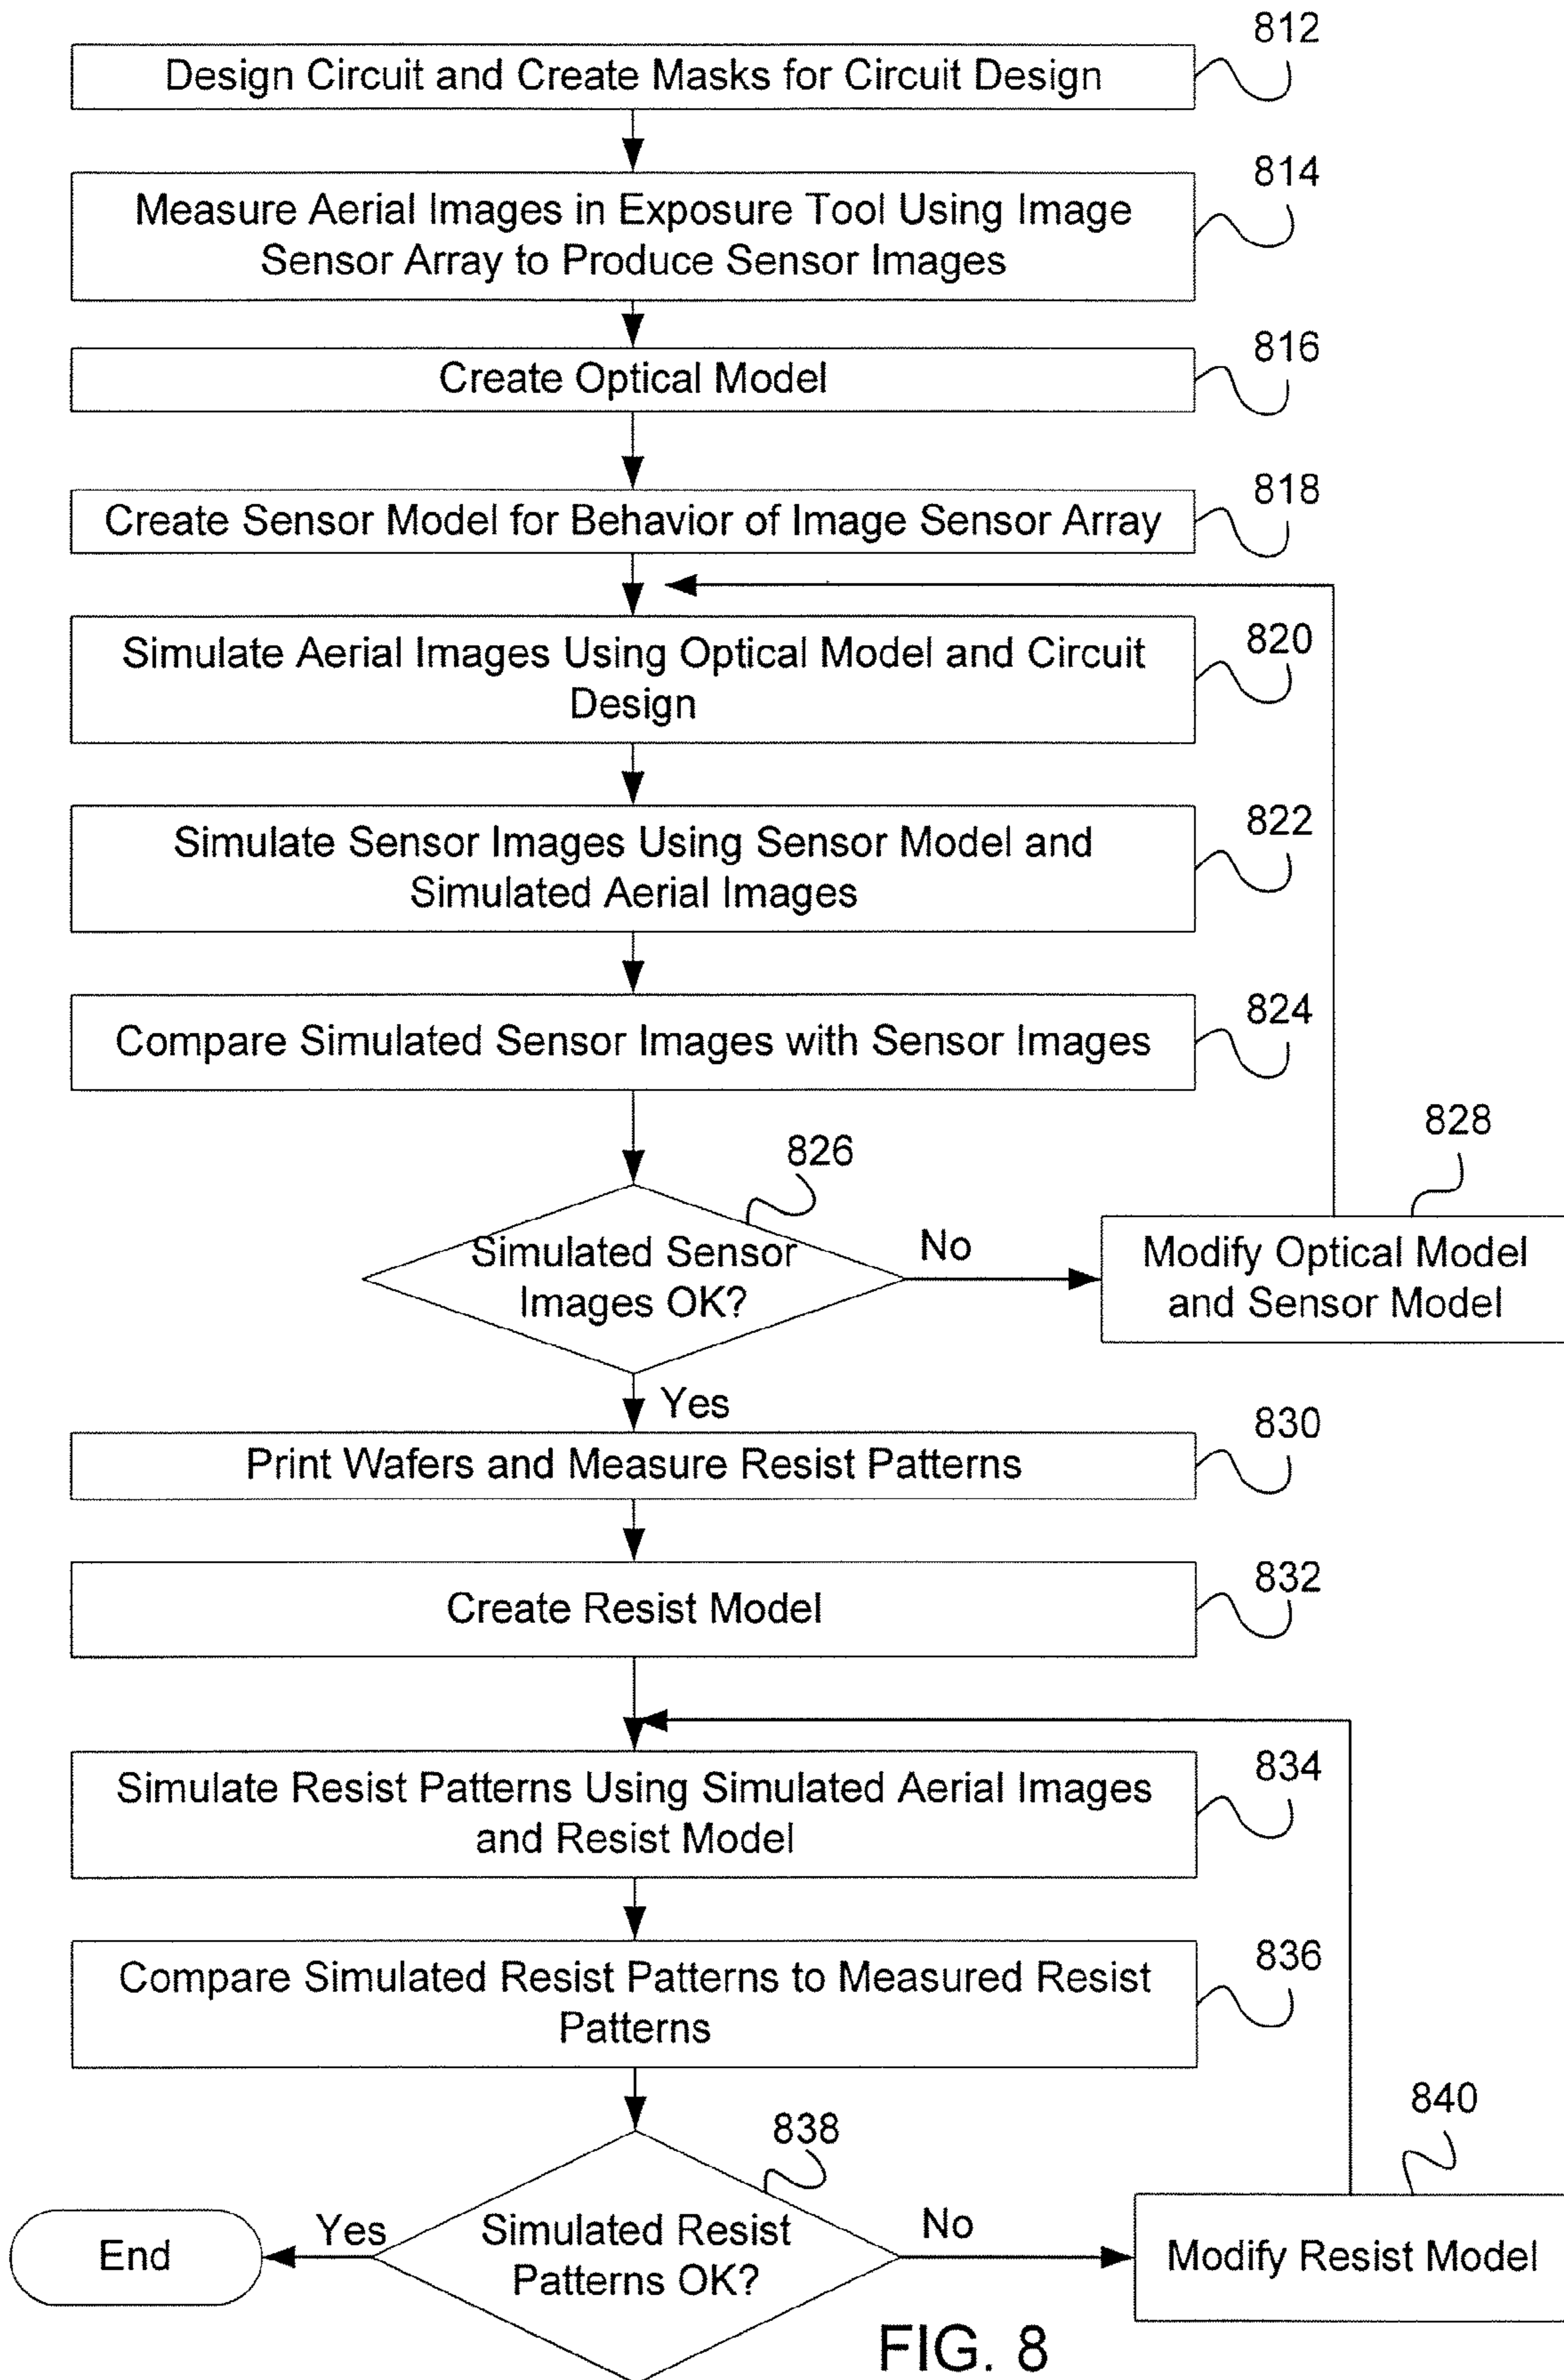 812
Design Circuit and Create Masks for Circuit Design
814
Measure Aerial Images in Exposure Tool Using Image
Sensor Array to Produce Sensor Images
816
Create Optical Model
818
Create Sensor Model for Behavior of Image Sensor Array
820
Simulate Aerial Images Using Optical Model and Circuit
Design
822
Simulate Sensor Images Using Sensor Model and
Simulated Aerial Images
824
Compare Simulated Sensor Images with Sensor Images
826
828
Simulated Sensor
Images OK?
No
Modify Optical Model
and Sensor Model
Yes
830
Print Wafers and Measure Resist Patterns
832
Create Resist Model
834
Simulate Resist Patterns Using Simulated Aerial Images
and Resist Model
836
Compare Simulated Resist Patterns to Measured Resist
Patterns
838
840
End
Yes
Simulated Resist
Patterns OK?
No
Modify Resist Model
FIG. 8